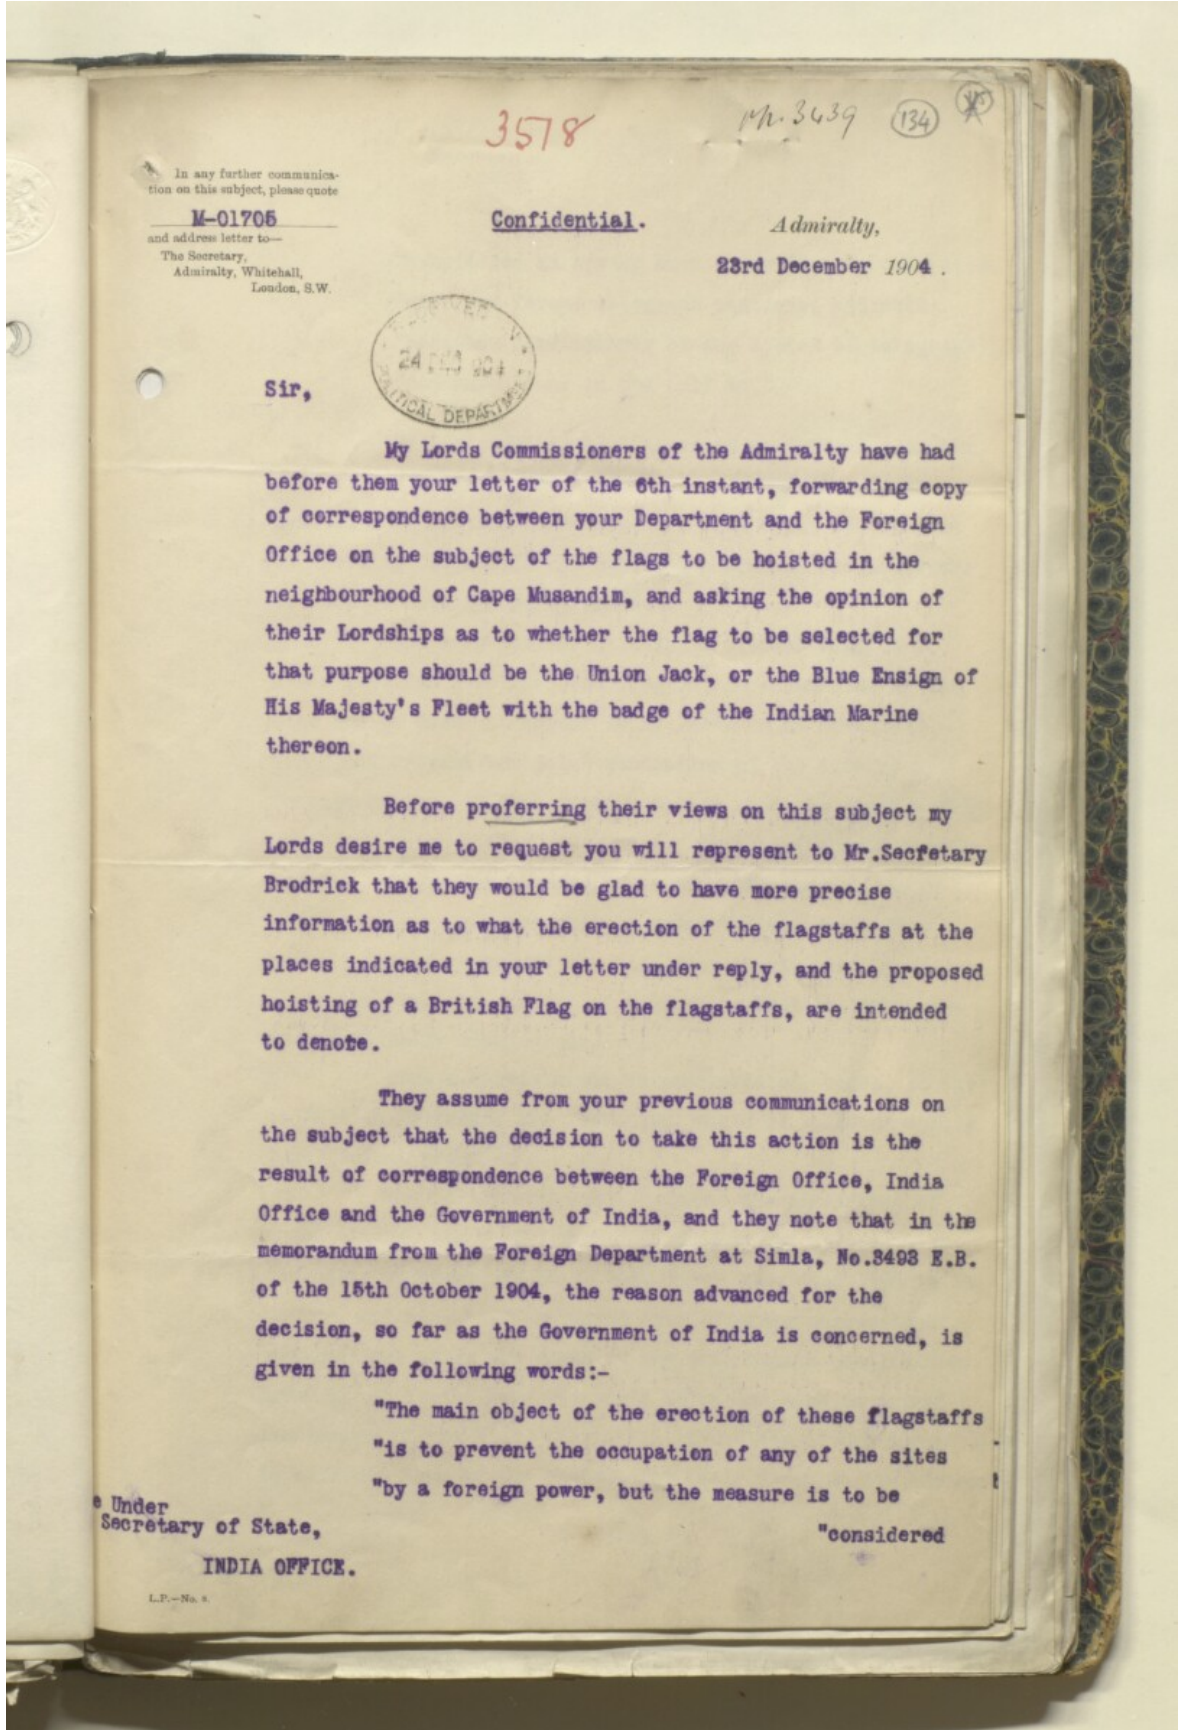 3578
3439
134
In any further communica-
tion on this subject, please quote
M-01705
and address letter to—
The Secretary,
Admiralty, Whitehall,
London, S.W.
Confidential.
Admiralty,
23rd December 1904.
24 DEC 1904
POLITICAL DEPARTMENT
Sir,
My Lords Commissioners of the Admiralty have had
before them your letter of the 6th instant, forwarding copy
of correspondence between your Department and the Foreign
Office on the subject of the flags to be hoisted in the
neighbourhood of Cape Musandim, and asking the opinion of
their Lordships as to whether the flag to be selected for
that purpose should be the Union Jack, or the Blue Ensign of
His Majesty's Fleet with the badge of the Indian Marine
thereon.
Before proferring their views on this subject my
Lords desire me to request you will represent to Mr.Secretary
Brodrick that they would be glad to have more precise
information as to what the erection of the flagstaffs at the
places indicated in your letter under reply, and the proposed
hoisting of a British Flag on the flagstaffs, are intended
to denote.
They assume from your previous communications on
the subject that the decision to take this action is the
result of correspondence between the Foreign Office, India
Office and the Government of India, and they note that in the
memorandum from the Foreign Department at Simla, No.3493 E.B.
of the 15th October 1904, the reason advanced for the
decision, so far as the Government of India is concerned, is
given in the following words:-
"The main object of the erection of these flagstaffs
"is to prevent the occupation of any of the sites
"by a foreign power, but the measure is to be
"considered
e Under
Secretary of State,
INDIA OFFICE.
L.P.—No. 8.